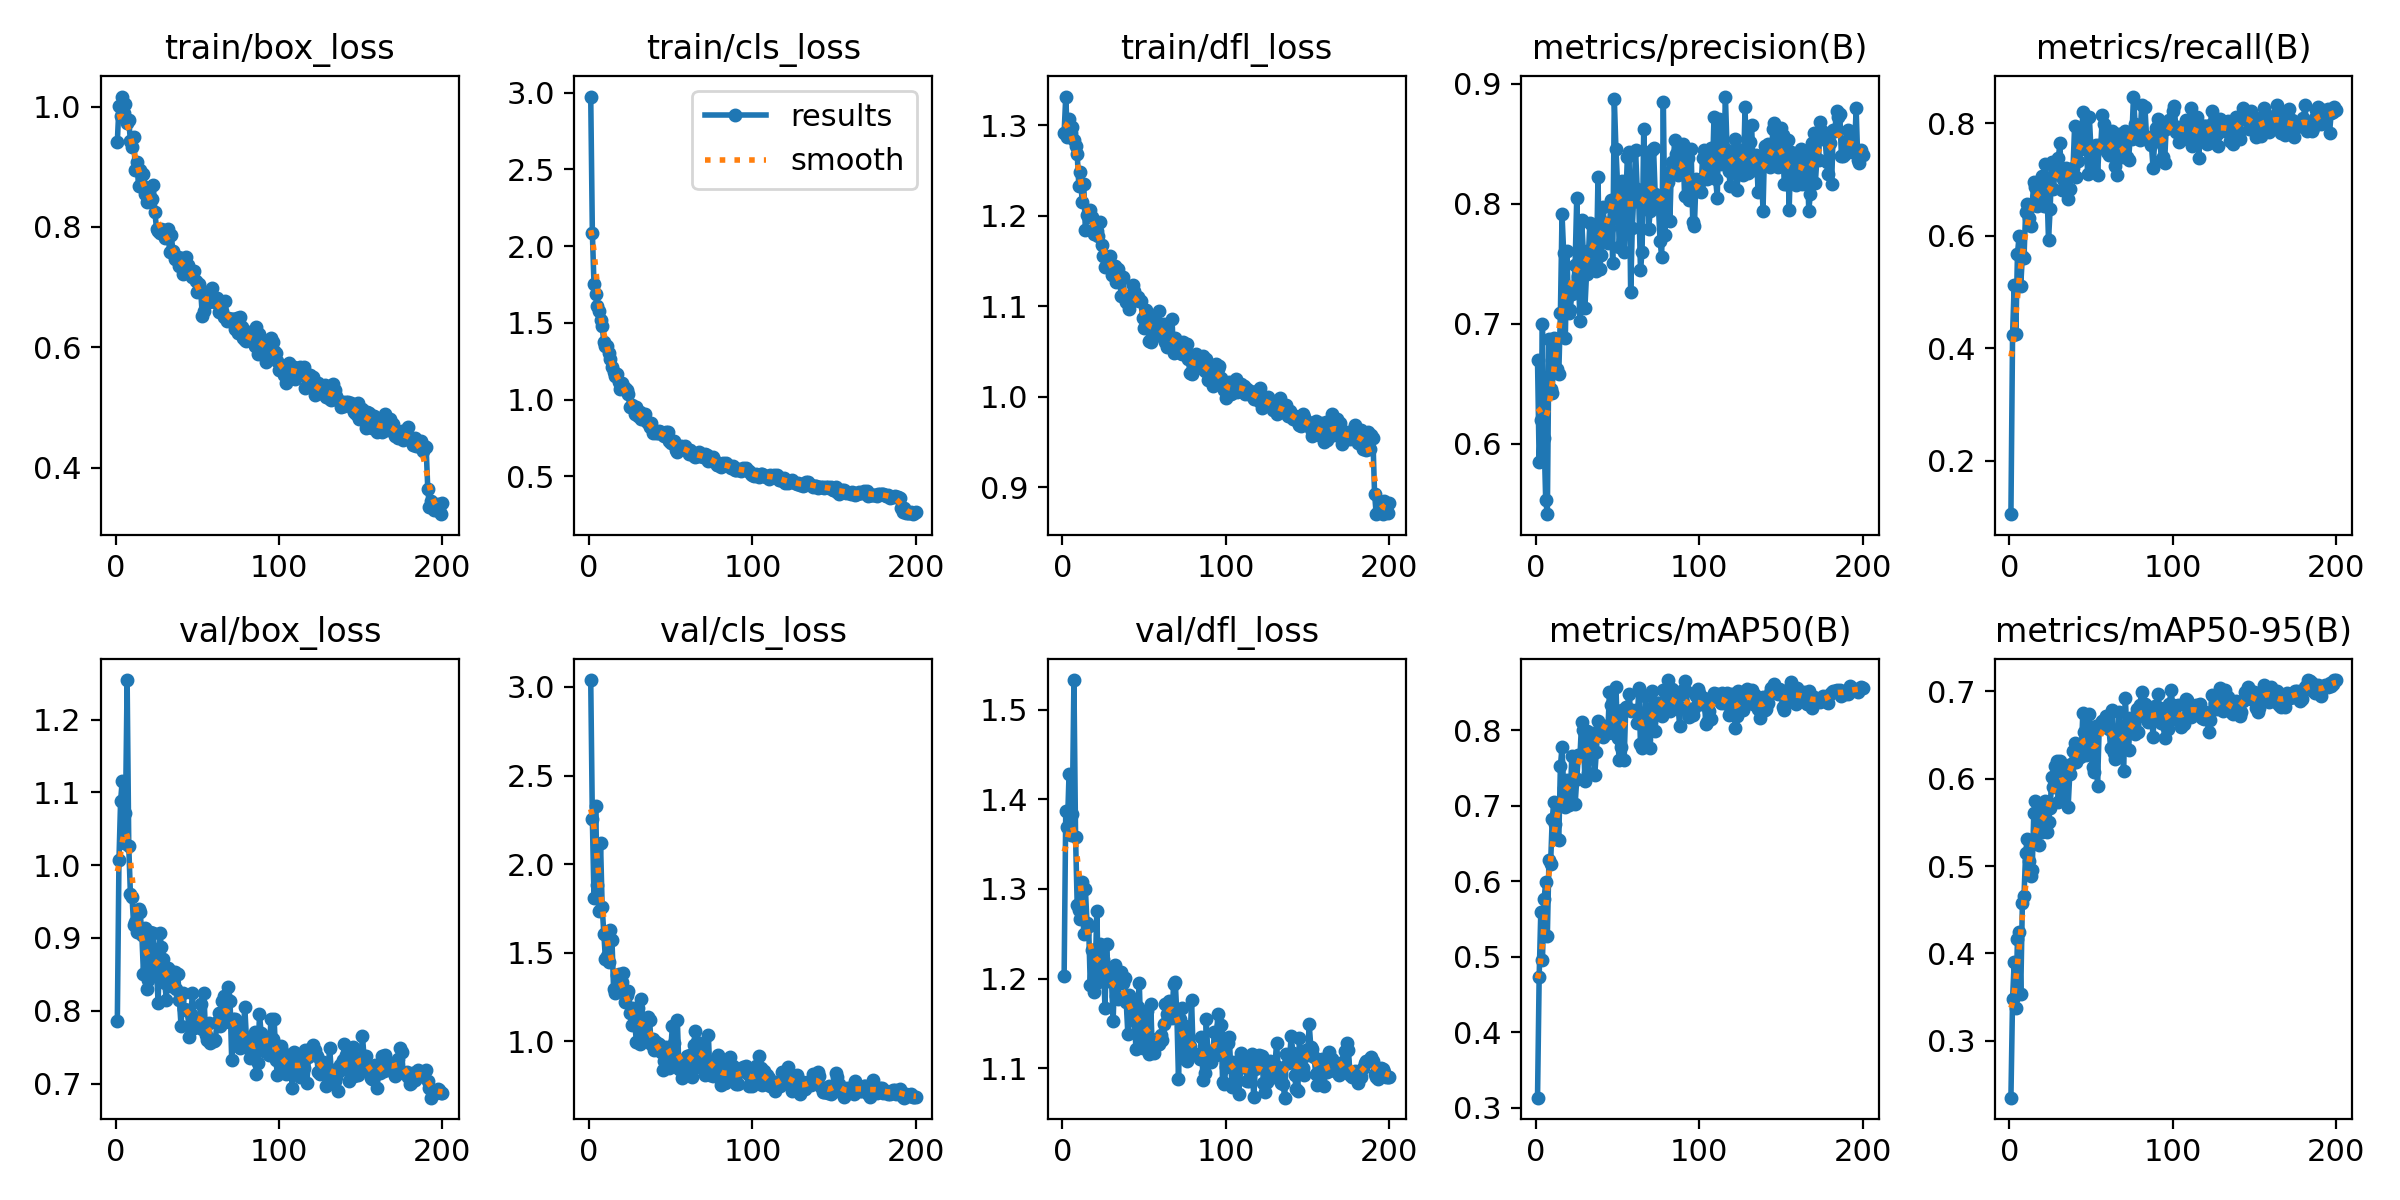 train/box_loss
1.0
0.8
0.6
0.4
0 100 200
train/cls_loss
results
smooth
3.0
2.5
2.0
1.5
1.0
0.5
0 100 200
train/dfl_loss
1.3
1.2
1.1
1.0
0.9
0 100 200
metrics/precision(B)
0.9
0.8
0.7
0.6
0 100 200
metrics/recall(B)
0.8
0.6
0.4
0.2
0 100 200
val/box_loss
1.2
1.1
1.0
0.9
0.8
0.7
0 100 200
val/cls_loss
3.0
2.5
2.0
1.5
1.0
0 100 200
val/dfl_loss
1.5
1.4
1.3
1.2
1.1
0 100 200
metrics/mAP50(B)
0.8
0.7
0.6
0.5
0.4
0.3
0 100 200
metrics/mAP50-95(B)
0.7
0.6
0.5
0.4
0.3
0 100 200